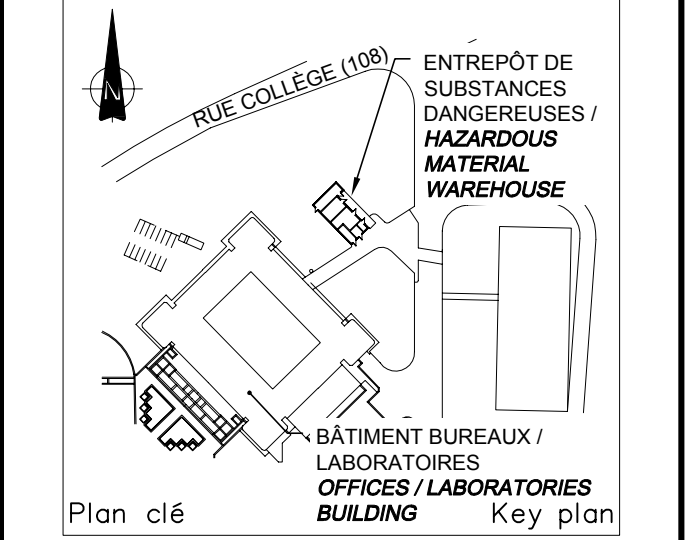 N
RUE COLLÈGE (108)
ENTREPÔT DE
SUBSTANCES
DANGEREUSES /
HAZARDOUS
MATERIAL
WAREHOUSE
BÂTIMENT BUREAUX /
LABORATOIRES
OFFICES / LABORATORIES
BUILDING
Plan clé
Key plan